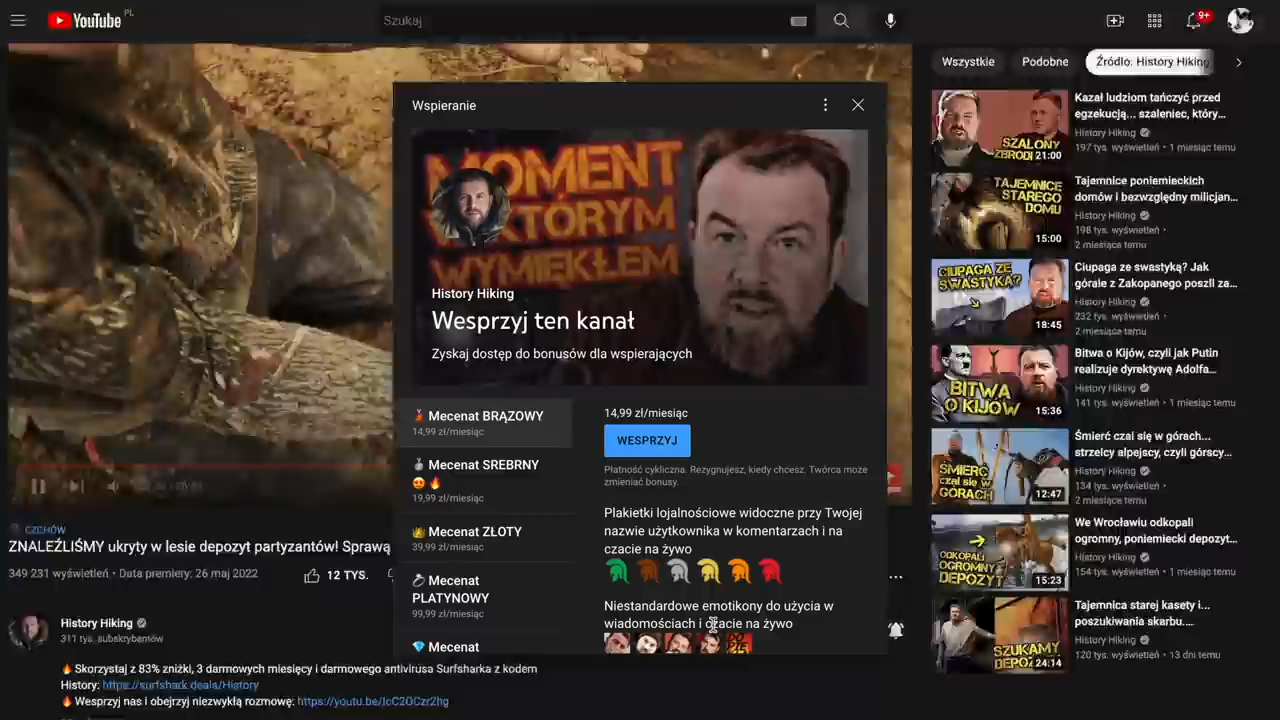 YouTube PL
Szukaj
9+
Wszystkie
Podobne
Źródło: History Hiking
Wspieranie
MOMENT
W KTÓRYM
WYMIĘKŁEM
History Hiking
Wesprzyj ten kanał
Zyskaj dostęp do bonusów dla wspierających
Mecenat BRĄZOWY
14,99 zł/miesiąc
Mecenat SREBRNY
19,99 zł/miesiąc
Mecenat ZŁOTY
39,99 zł/miesiąc
Mecenat
PLATYNOWY
99,99 zł/miesiąc
Mecenat
14,99 zł/miesiąc
WESPRZYJ
Płatność cykliczna. Rezygnujesz, kiedy chcesz. Twórca może
zmieniać bonusy.
Plakietki lojalnościowe widoczne przy Twojej
nazwie użytkownika w komentarzach i na
czacie na żywo
Niestandardowe emotikony do użycia w
wiadomościach i czacie na żywo
CZCHÓW
ZNALEŹLIŚMY ukryty w lesie depozyt partyzantów! Sprawą
349 231 wyświetleń • Data premiery: 26 maj 2022
12 TYS.
History Hiking
311 tys. subskrybentów
Skorzystaj z 83% zniżki, 3 darmowych miesięcy i darmowego antivirusa Surfsharka z kodem
History: https://surfshark.deals/History
Wesprzyj nas i obejrzyj niezwykłą rozmowę: https://youtu.be/IcC2OCzr2hg
SZALONY
ZBRODN
21:00
Kazał ludziom tańczyć przed
egzekucją... szaleniec, który...
History Hiking
197 tys. wyświetleń • 1 miesiąc temu
TAJEMNICE
STAREGO
DOMU
15:00
Tajemnice poniemieckich
domów i bezwzględny milicjan...
History Hiking
198 tys. wyświetleń •
2 miesiące temu
CIUPAGA ZE
SWASTYKĄ?
18:45
Ciupaga ze swastyką? Jak
górale z Zakopanego poszli za...
History Hiking
232 tys. wyświetleń •
2 miesiące temu
BITWA
O KIJÓW
15:36
Bitwa o Kijów, czyli jak Putin
realizuje dyrektywę Adolfa...
History Hiking
141 tys. wyświetleń • 1 miesiąc temu
ŚMIERĆ
czai się w
GÓRACH
12:47
Śmierć czai się w górach...
strzelcy alpejscy, czyli górscy...
History Hiking
134 tys. wyświetleń •
2 miesiące temu
ODKOPALI
OGROMNY
DEPOZYT
15:23
We Wrocławiu odkopali
ogromny, poniemiecki depozyt...
History Hiking
154 tys. wyświetleń • 1 miesiąc temu
SZUKAMY
DEPOZ
24:14
Tajemnica starej kasety i...
poszukiwania skarbu....
History Hiking
120 tys. wyświetleń • 13 dni temu